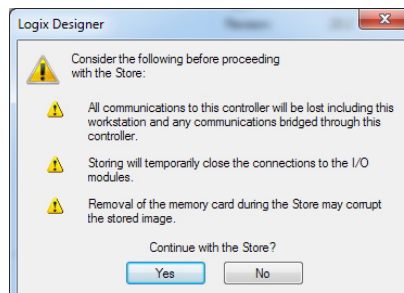 Logix Designer
Consider the following before proceeding
with the Store:
All communications to this controller will be lost including this
workstation and any communications bridged through this
controller.
Storing will temporarily close the connections to the I/O
modules.
Removal of the memory card during the Store may corrupt
the stored image.
Continue with the Store?
Yes
No